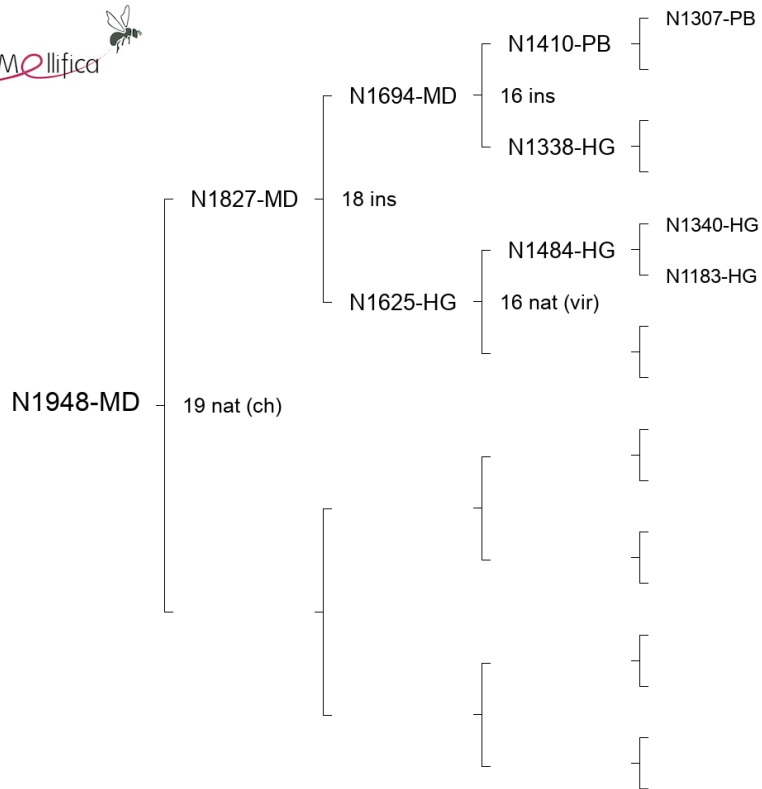 Mellifica
N1307-PB
N1410-PB
N1694-MD
16 ins
N1338-HG
N1827-MD
18 ins
N1340-HG
N1484-HG
N1183-HG
N1625-HG
16 nat (vir)
N1948-MD
19 nat (ch)